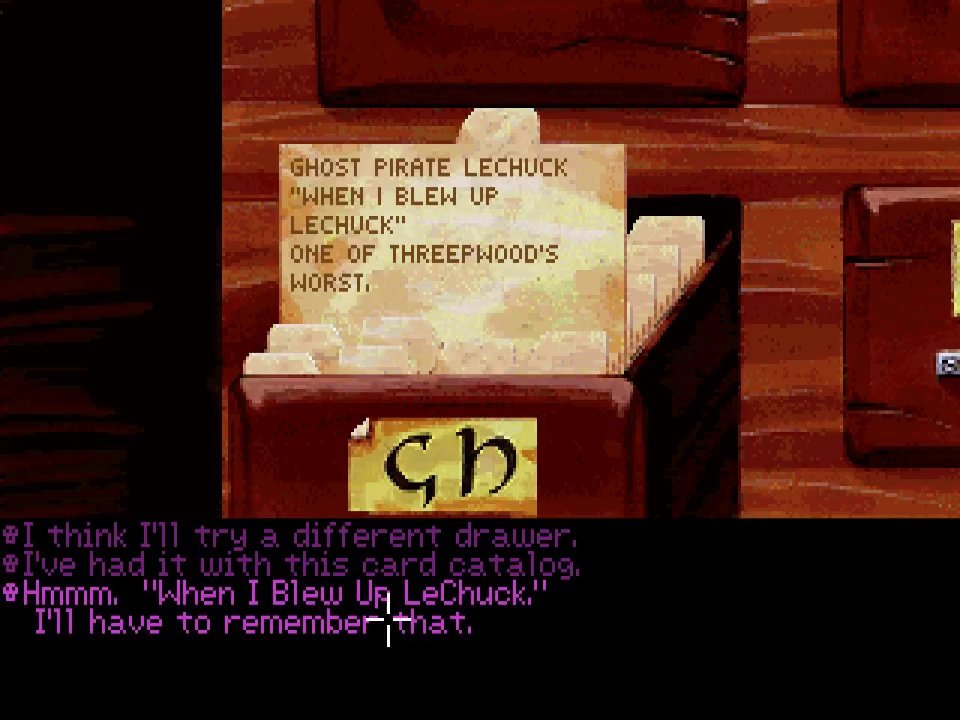 GHOST PIRATE LECHUCK
"WHEN I BLEW UP
LECHUCK"
ONE OF THREEPWOOD'S
WORST.
GH
I think I'll try a different drawer.
I've had it with this card catalog.
Hmmm. "When I Blew Up LeChuck."
I'll have to remember that.